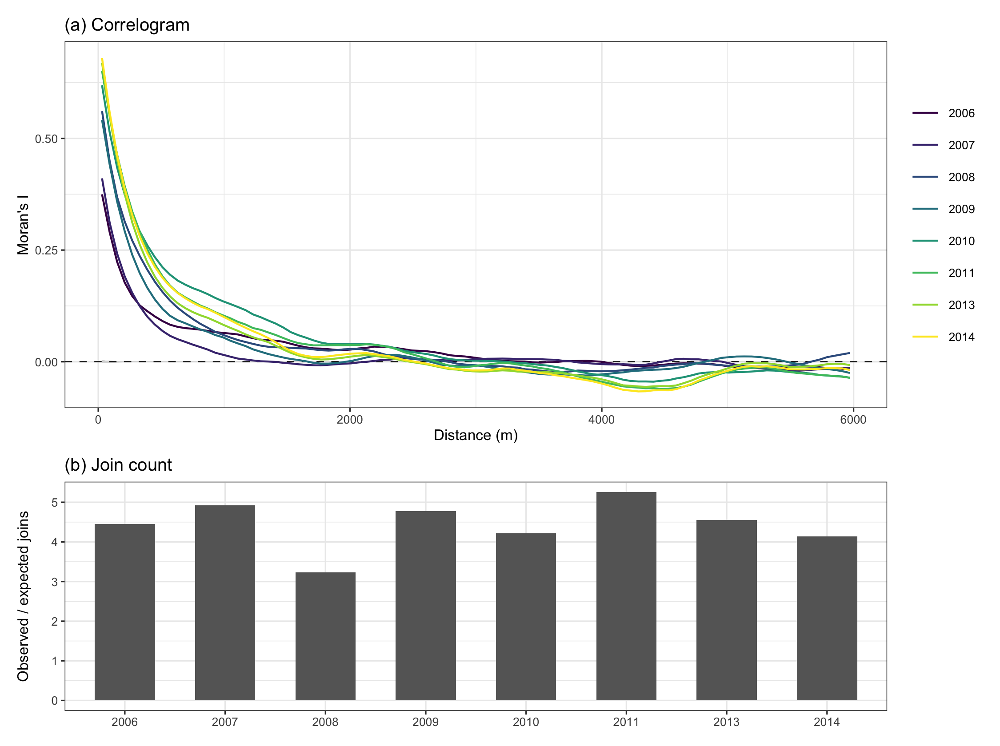 (a) Correlogram
Moran's I
0.50
0.25
0.00
0 2000 4000 6000
Distance (m)
2006
2007
2008
2009
2010
2011
2013
2014
(b) Join count
Observed / expected joins
5
4
3
2
1
0
2006 2007 2008 2009 2010 2011 2013 2014